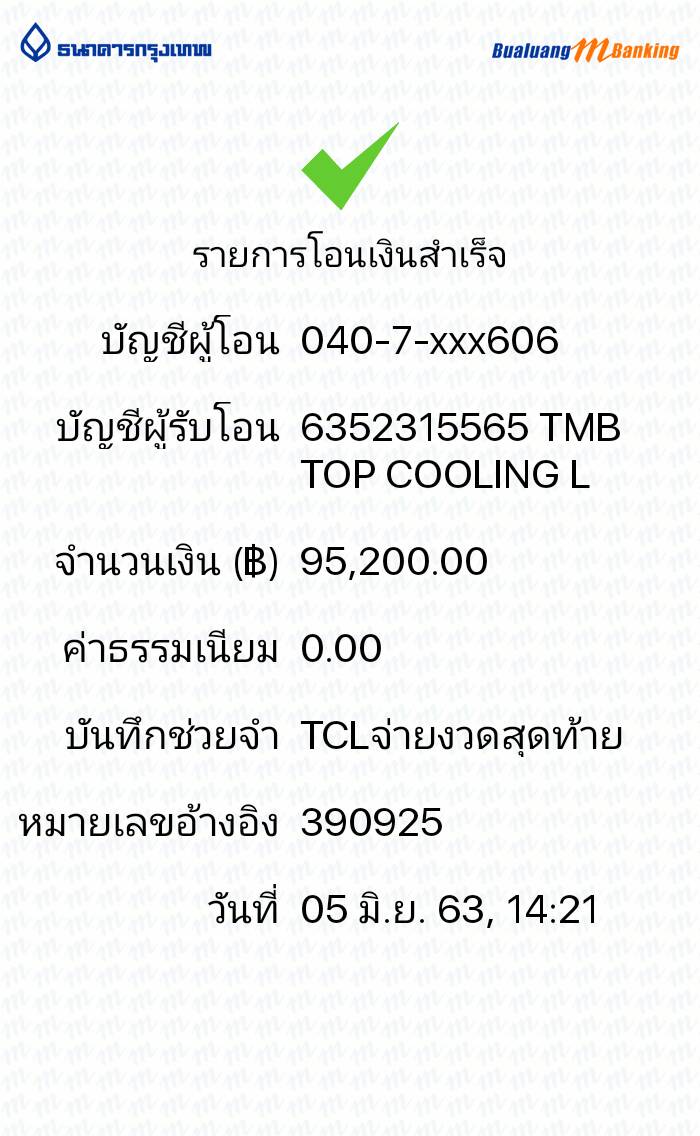 ธนาคารกรุงเทพ
Bualuang mBanking
รายการโอนเงินสำเร็จ
บัญชีผู้โอน 040-7-xxx606
บัญชีผู้รับโอน 6352315565 TMB
TOP COOLING L
จำนวนเงิน (฿) 95,200.00
ค่าธรรมเนียม 0.00
บันทึกช่วยจำ TCLจ่ายงวดสุดท้าย
หมายเลขอ้างอิง 390925
วันที่ 05 มิ.ย. 63, 14:21